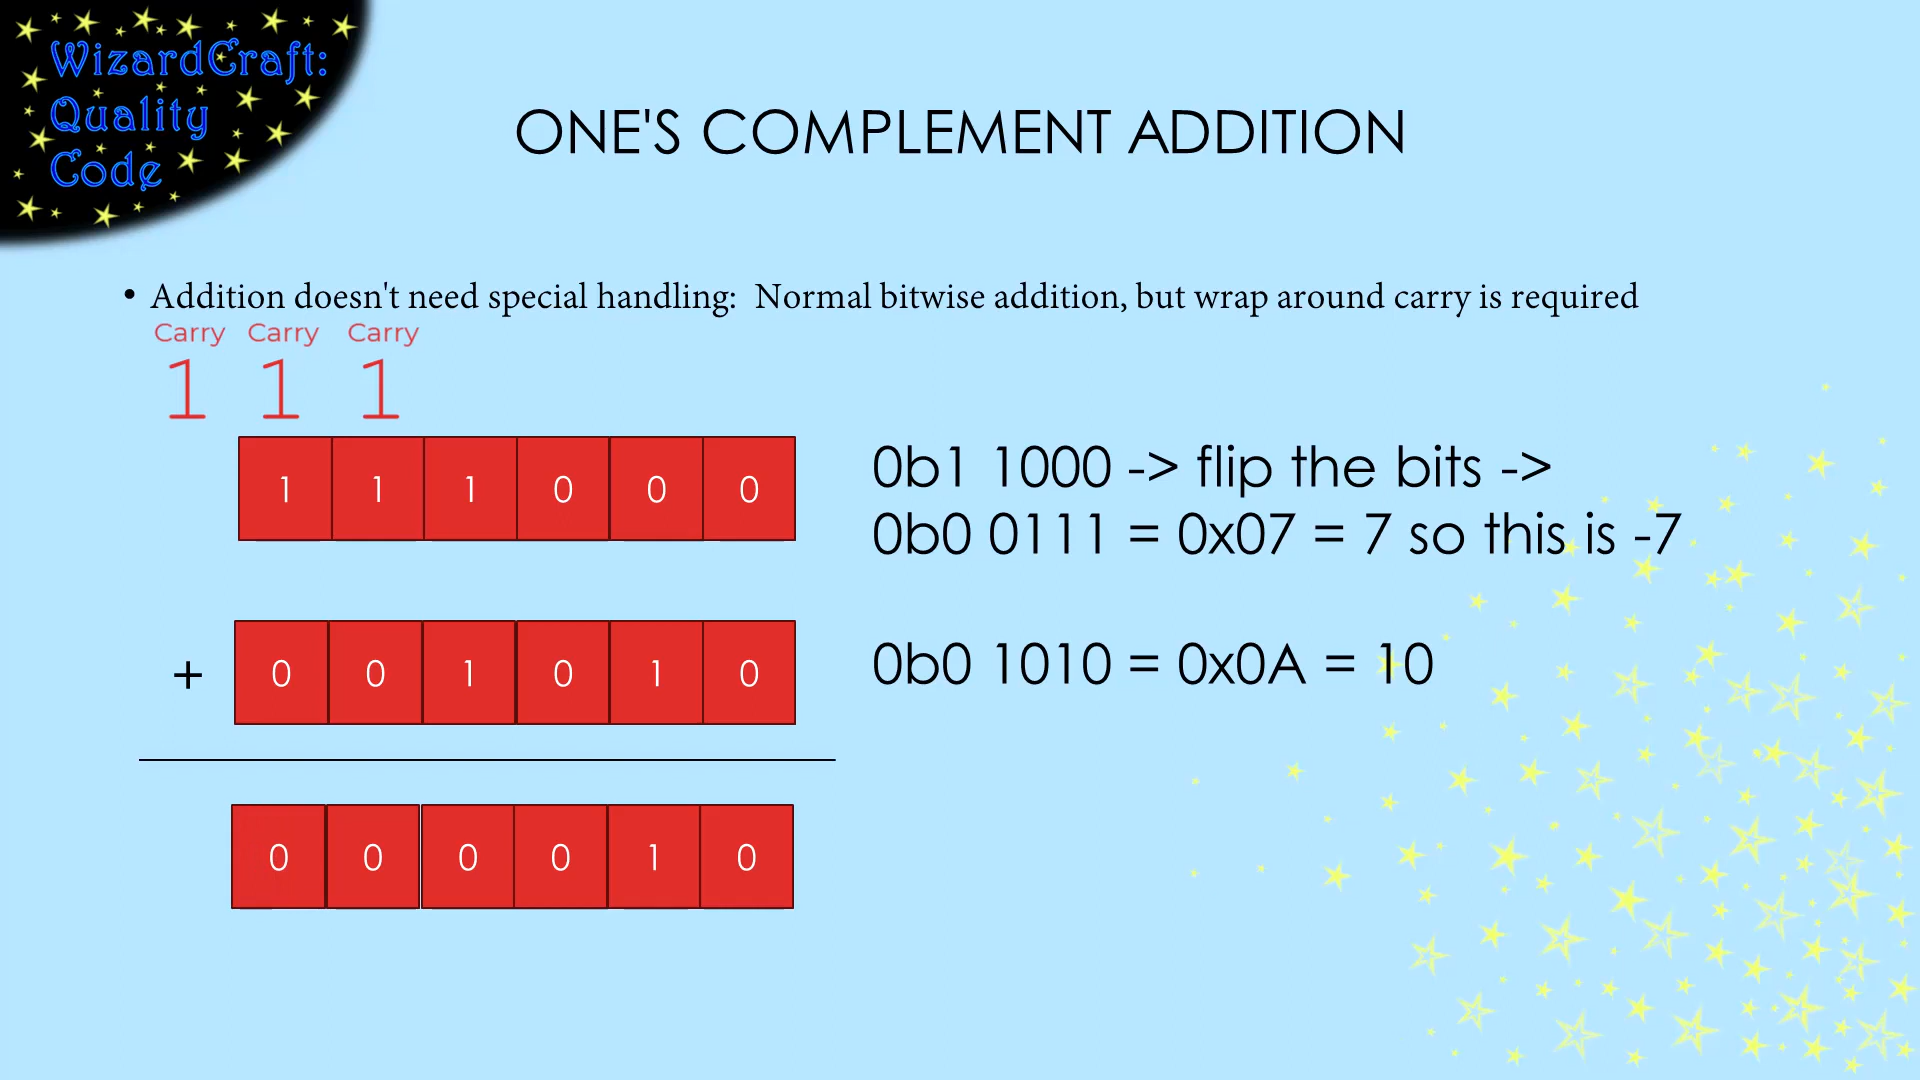 WizardCraft:
Quality
Code
ONE'S COMPLEMENT ADDITION
• Addition doesn't need special handling:  Normal bitwise addition, but wrap around carry is required
Carry Carry Carry
1 1 1
1 1 1 0 0 0
0b1 1000 -> flip the bits ->
0b0 0111 = 0x07 = 7 so this is -7
+ 0 0 1 0 1 0
0b0 1010 = 0x0A = 10
0 0 0 0 1 0